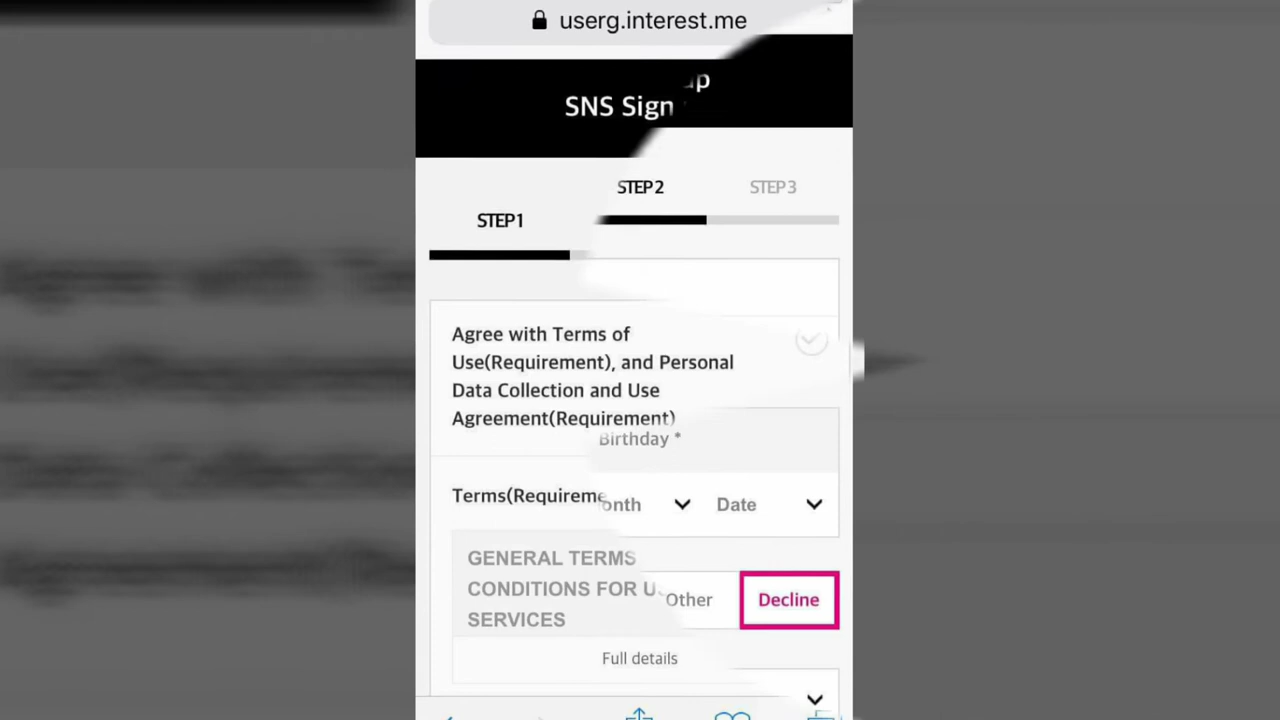 userg.interest.me
SNS Sign up
STEP2
STEP3
STEP1
Agree with Terms of
Use(Requirement), and Personal
Data Collection and Use
Agreement(Requirement)
Birthday *
Terms(Requireme
onth
Date
GENERAL TERMS
CONDITIONS FOR U
SERVICES
Other
Decline
Full details